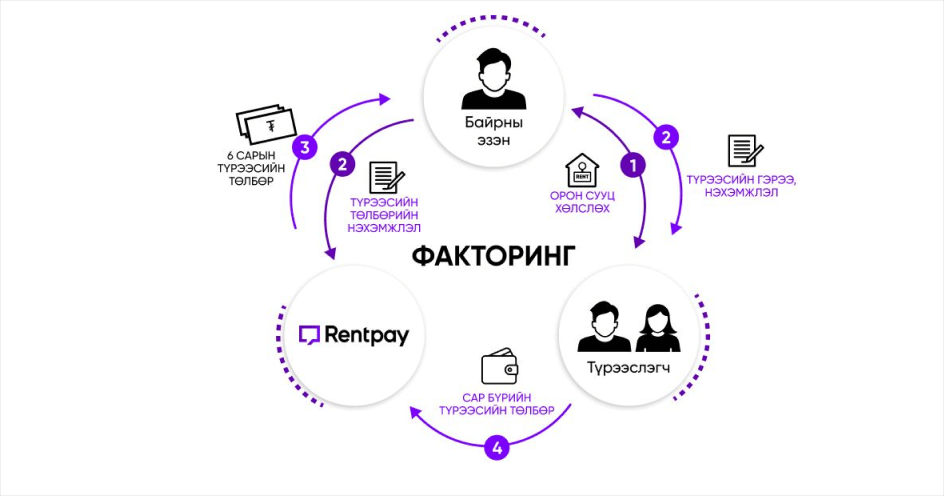 Байрны
эзэн
₮
3
6 САРЫН
ТҮРЭЭСИЙН
ТӨЛБӨР
2
ТҮРЭЭСИЙН
ТӨЛБӨРИЙН
НЭХЭМЖЛЭЛ
RENT
ОРОН СУУЦ
ХӨЛСЛӨХ
1
2
ТҮРЭЭСИЙН ГЭРЭЭ,
НЭХЭМЖЛЭЛ
ФАКТОРИНГ
Rentpay
Түрээслэгч
САР БҮРИЙН
ТҮРЭЭСИЙН ТӨЛБӨР
4